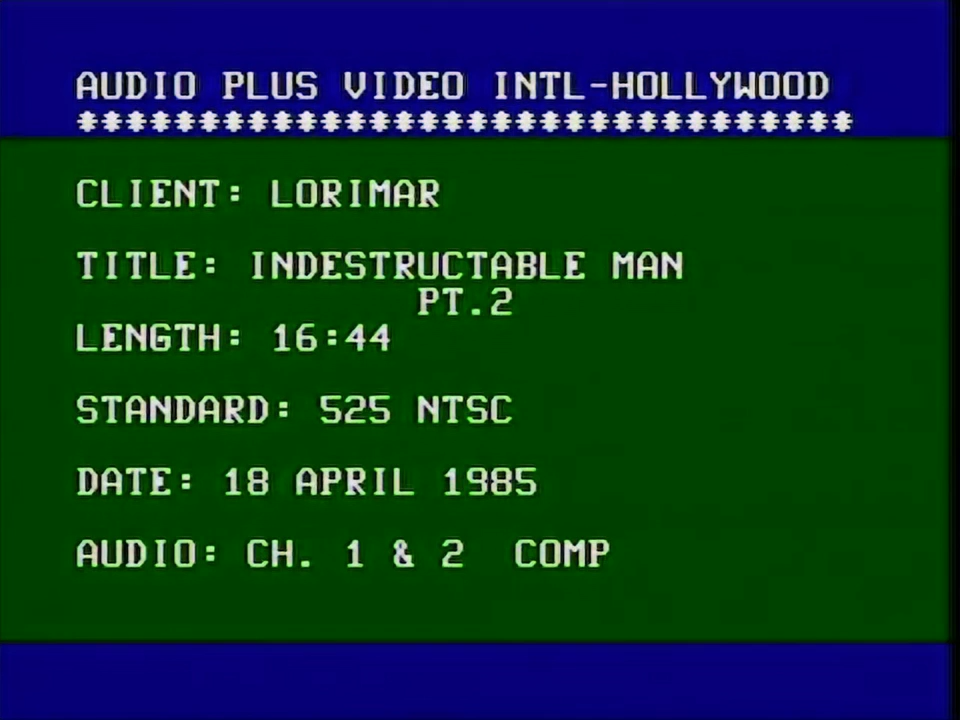 AUDIO PLUS VIDEO INTL-HOLLYWOOD
********************************
CLIENT: LORIMAR
TITLE: INDESTRUCTABLE MAN
PT.2
LENGTH: 16:44
STANDARD: 525 NTSC
DATE: 18 APRIL 1985
AUDIO: CH. 1 & 2 COMP